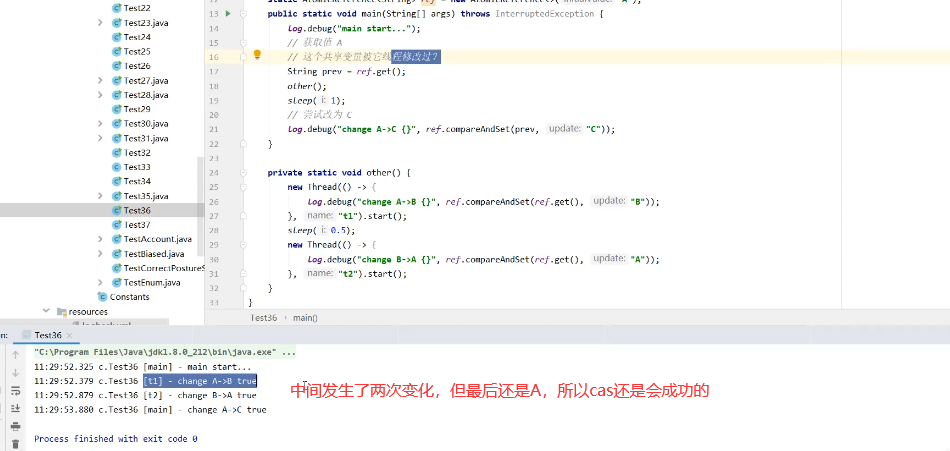 Test22
Test23.java
Test24
Test25
Test26
Test27.java
Test28.java
Test29
Test30.java
Test31.java
Test32
Test33
Test34
Test35.java
Test36
Test37
TestAccount.java
TestBiased.java
TestCorrectPostureS
TestEnum.java
Constants
resources
13 public static void main(String[] args) throws InterruptedException {
14 Log.debug("main start...");
15 // 获取值 A
16 // 这个共享变量被它线程修改过?
17 String prev = ref.get();
18 other();
19 sleep( i: 1);
20 // 尝试改为 C
21 Log.debug("change A->C {}", ref.compareAndSet(prev, update: "C"));
22 }
23
24 private static void other() {
25 new Thread(() -> {
26 Log.debug("change A->B {}", ref.compareAndSet(ref.get(), update: "B"));
27 }, name: "t1").start();
28 sleep( i: 0.5);
29 new Thread(() -> {
30 Log.debug("change B->A {}", ref.compareAndSet(ref.get(), update: "A"));
31 }, name: "t2").start();
32 }
33 }
Test36 › main()
n: Test36 ×
"C:\Program Files\Java\jdk1.8.0_212\bin\java.exe" ...
11:29:52.325 c.Test36 [main] - main start...
11:29:52.379 c.Test36 [t1] - change A->B true
11:29:52.879 c.Test36 [t2] - change B->A true
11:29:53.880 c.Test36 [main] - change A->C true
中间发生了两次变化，但最后还是A，所以cas还是会成功的
Process finished with exit code 0